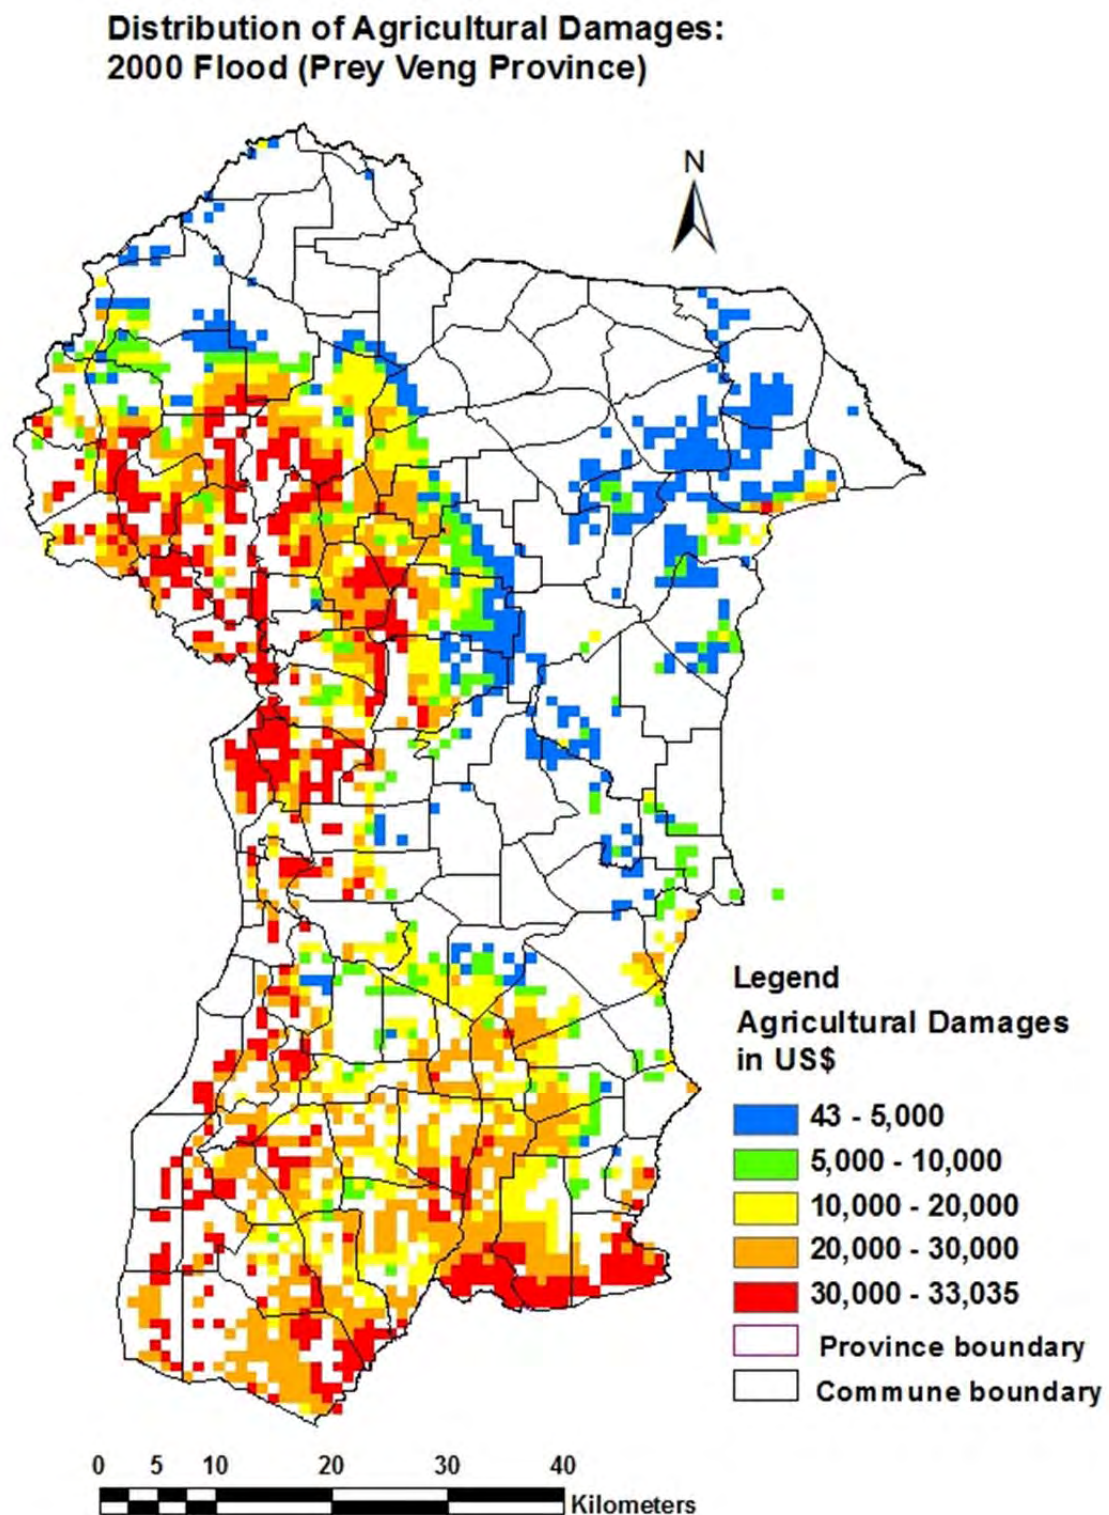 Distribution of Agricultural Damages:
2000 Flood (Prey Veng Province)
N
Legend
Agricultural Damages
in US$
43 - 5,000
5,000 - 10,000
10,000 - 20,000
20,000 - 30,000
30,000 - 33,035
Province boundary
Commune boundary
0 5 10 20 30 40
Kilometers